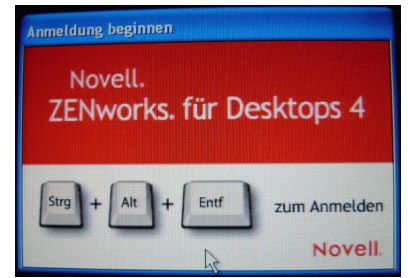 Anmeldung beginnen
Novell.
ZENworks. für Desktops 4
Strg + Alt + Entf zum Anmelden
Novell.